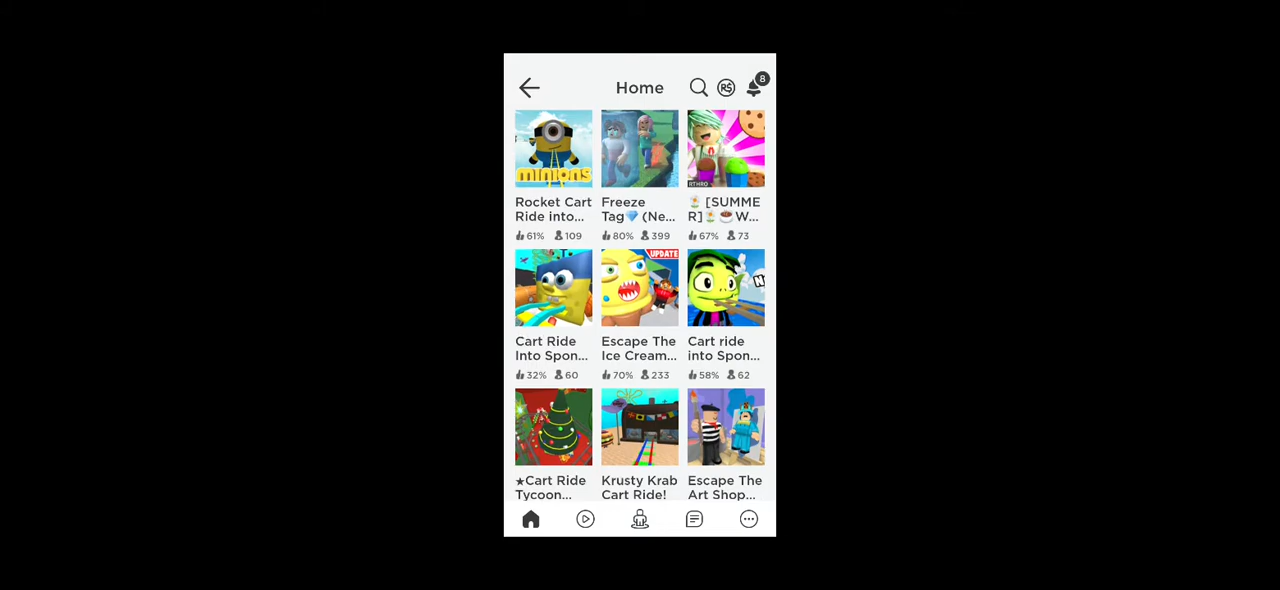 Home
R$
8
MINIONS
RTHRO
Rocket Cart
Ride into...
Freeze
Tag💎 (Ne...
🌼 [SUMME
R]🌼☕W...
61% 109
80% 399
67% 73
UPDATE
Cart Ride
Into Spon...
Escape The
Ice Cream...
Cart ride
into Spon...
32% 60
70% 233
58% 62
★Cart Ride
Tycoon...
Krusty Krab
Cart Ride!
Escape The
Art Shop...